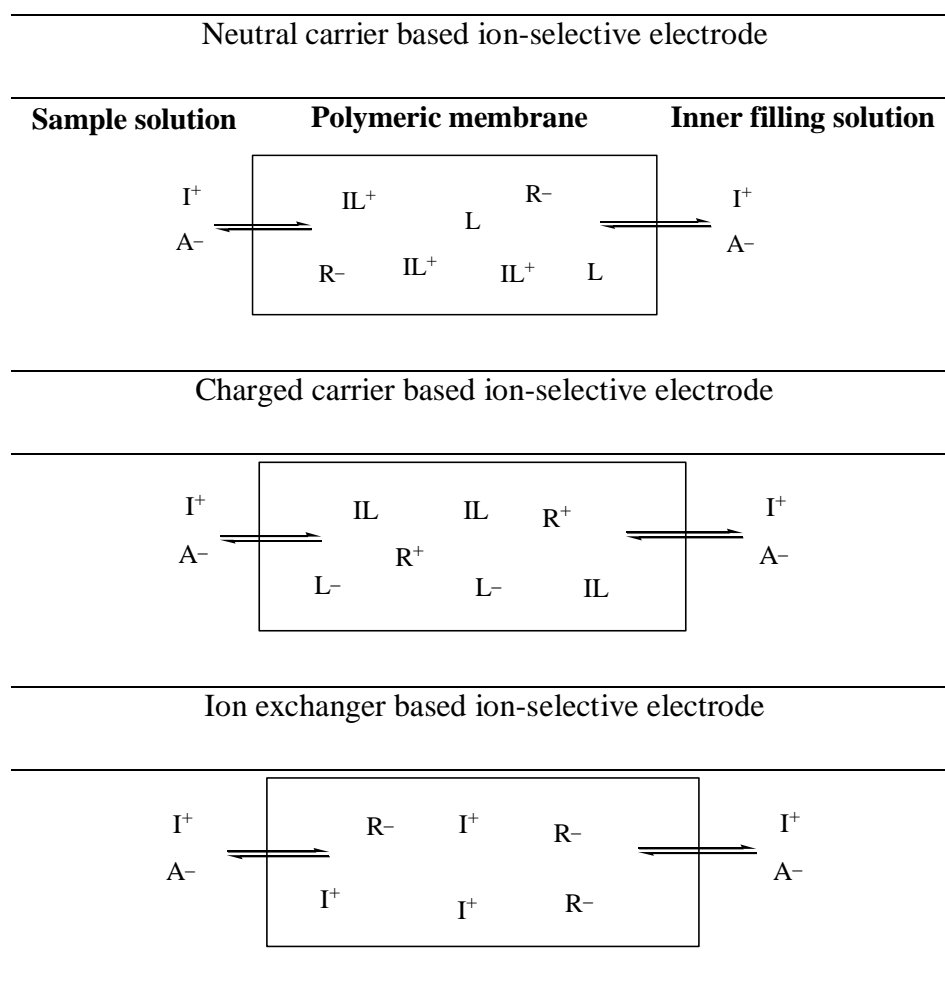 Neutral carrier based ion-selective electrode
Sample solution Polymeric membrane Inner filling solution
I⁺ IL⁺ R⁻ I⁺
L
A⁻ A⁻
R⁻ IL⁺ IL⁺ L
Charged carrier based ion-selective electrode
I⁺ IL IL R⁺ I⁺
A⁻ R⁺ A⁻
L⁻ L⁻ IL
Ion exchanger based ion-selective electrode
I⁺ R⁻ I⁺ R⁻ I⁺
A⁻ A⁻
I⁺ I⁺ R⁻